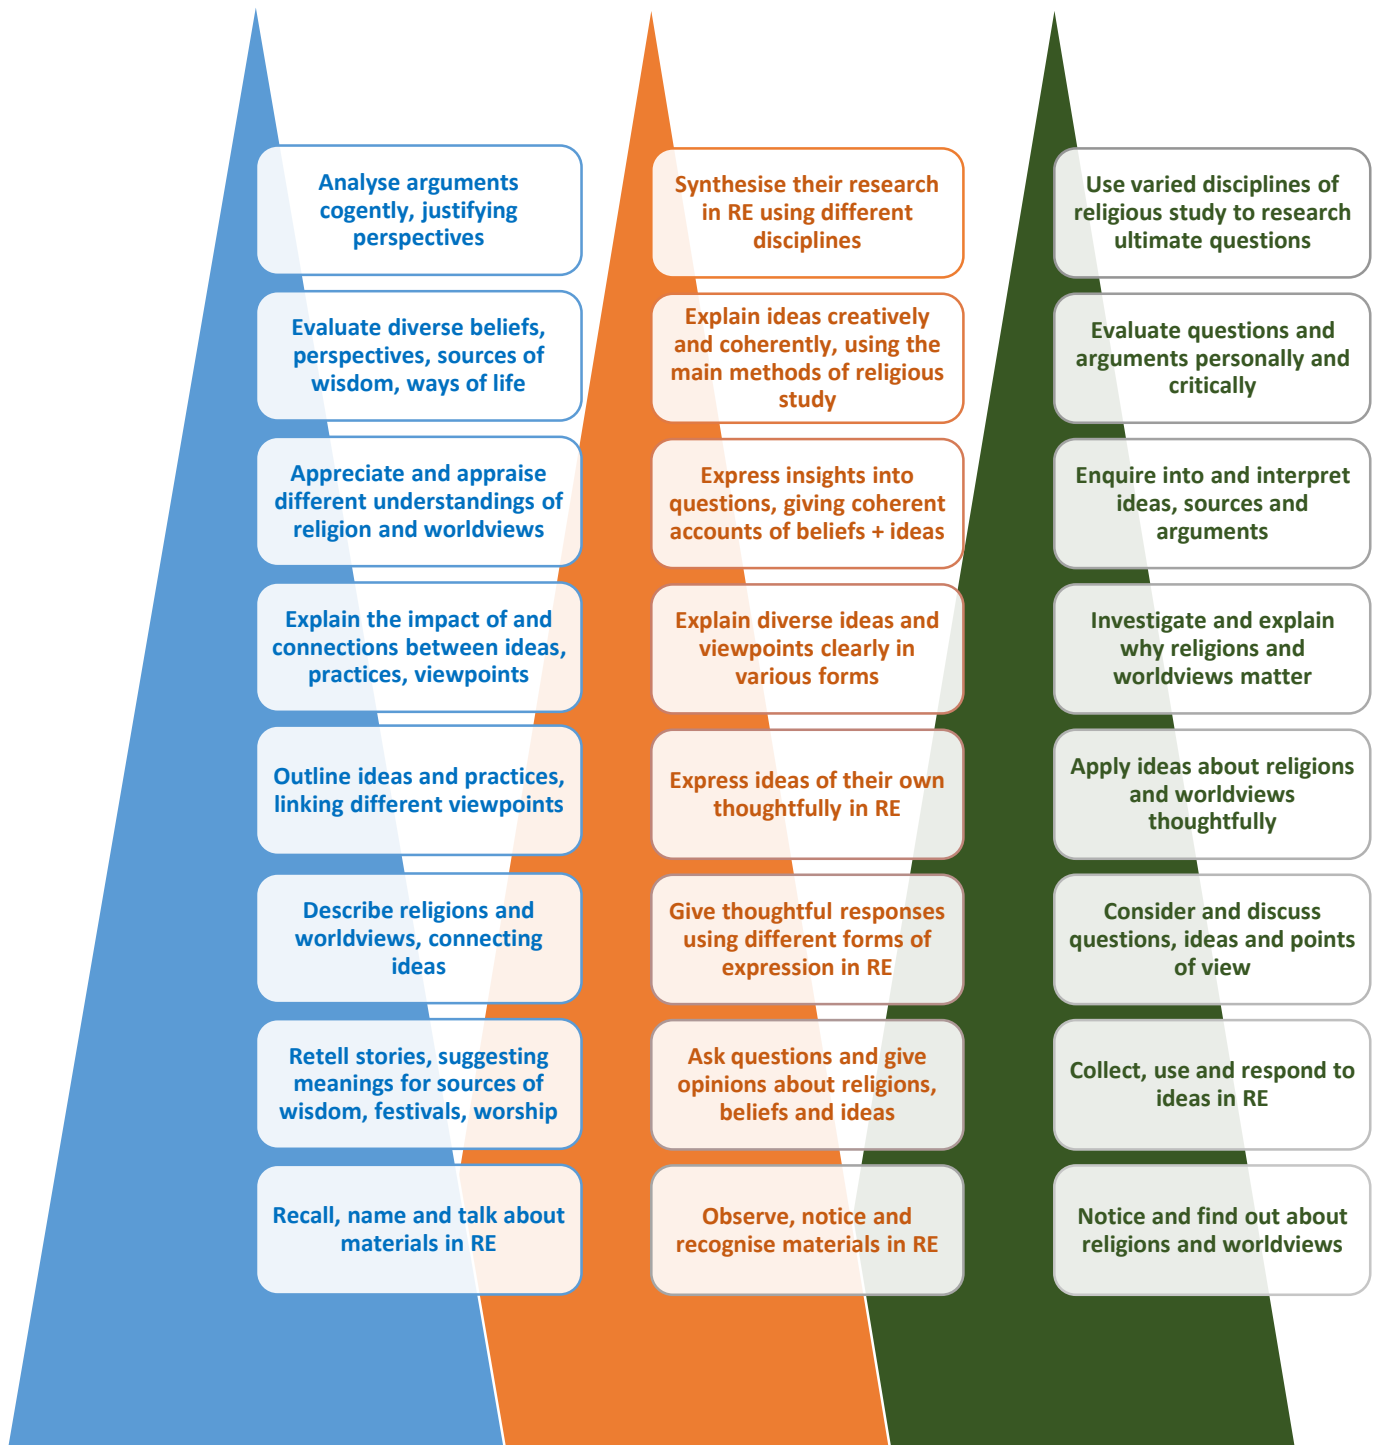 Analyse arguments
cogently, justifying
perspectives
Evaluate diverse beliefs,
perspectives, sources of
wisdom, ways of life
Appreciate and appraise
different understandings of
religion and worldviews
Explain the impact of and
connections between ideas,
practices, viewpoints
Outline ideas and practices,
linking different viewpoints
Describe religions and
worldviews, connecting
ideas
Retell stories, suggesting
meanings for sources of
wisdom, festivals, worship
Recall, name and talk about
materials in RE
Synthesise their research
in RE using different
disciplines
Explain ideas creatively
and coherently, using the
main methods of religious
study
Express insights into
questions, giving coherent
accounts of beliefs + ideas
Explain diverse ideas and
viewpoints clearly in
various forms
Express ideas of their own
thoughtfully in RE
Give thoughtful responses
using different forms of
expression in RE
Ask questions and give
opinions about religions,
beliefs and ideas
Observe, notice and
recognise materials in RE
Use varied disciplines of
religious study to research
ultimate questions
Evaluate questions and
arguments personally and
critically
Enquire into and interpret
ideas, sources and
arguments
Investigate and explain
why religions and
worldviews matter
Apply ideas about religions
and worldviews
thoughtfully
Consider and discuss
questions, ideas and points
of view
Collect, use and respond to
ideas in RE
Notice and find out about
religions and worldviews